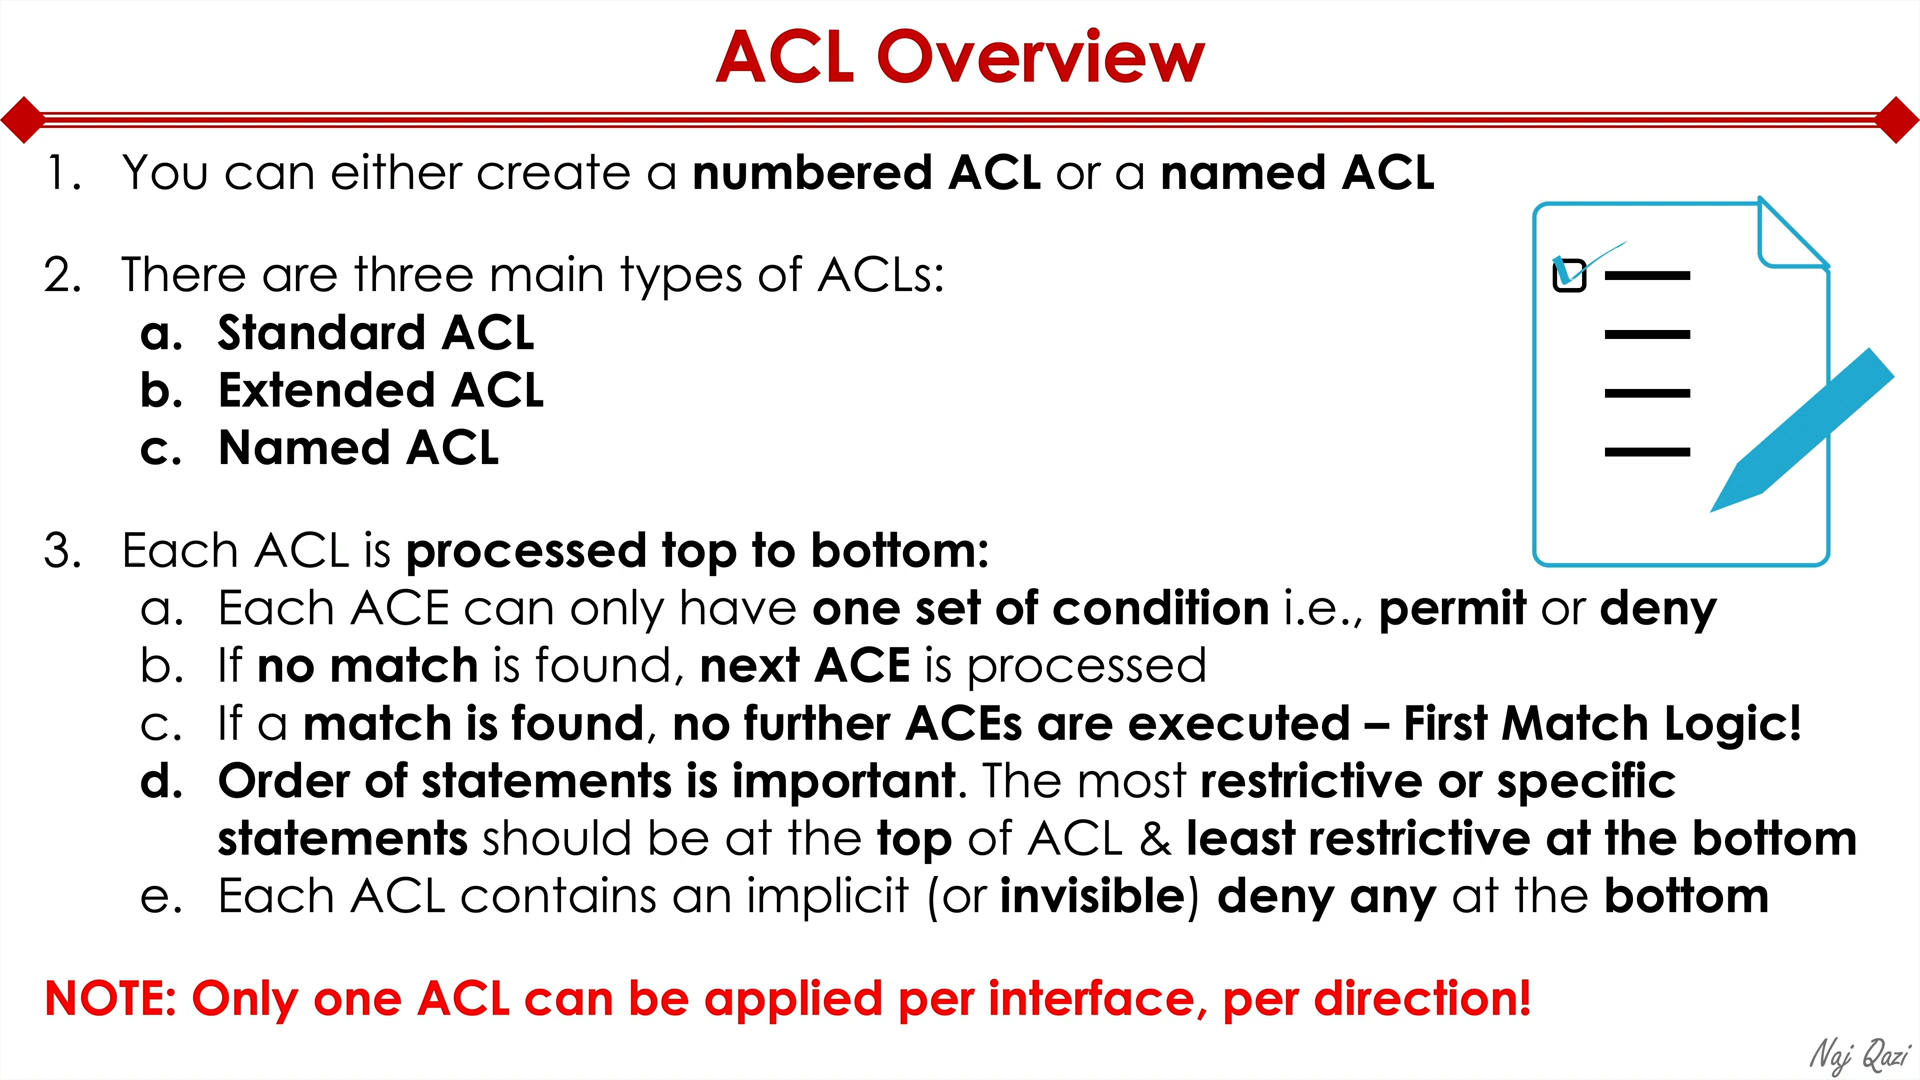 ACL Overview
1. You can either create a numbered ACL or a named ACL
2. There are three main types of ACLs:
a. Standard ACL
b. Extended ACL
c. Named ACL
3. Each ACL is processed top to bottom:
a. Each ACE can only have one set of condition i.e., permit or deny
b. If no match is found, next ACE is processed
c. If a match is found, no further ACEs are executed – First Match Logic!
d. Order of statements is important. The most restrictive or specific
statements should be at the top of ACL & least restrictive at the bottom
e. Each ACL contains an implicit (or invisible) deny any at the bottom
NOTE: Only one ACL can be applied per interface, per direction!
Naj Qazi